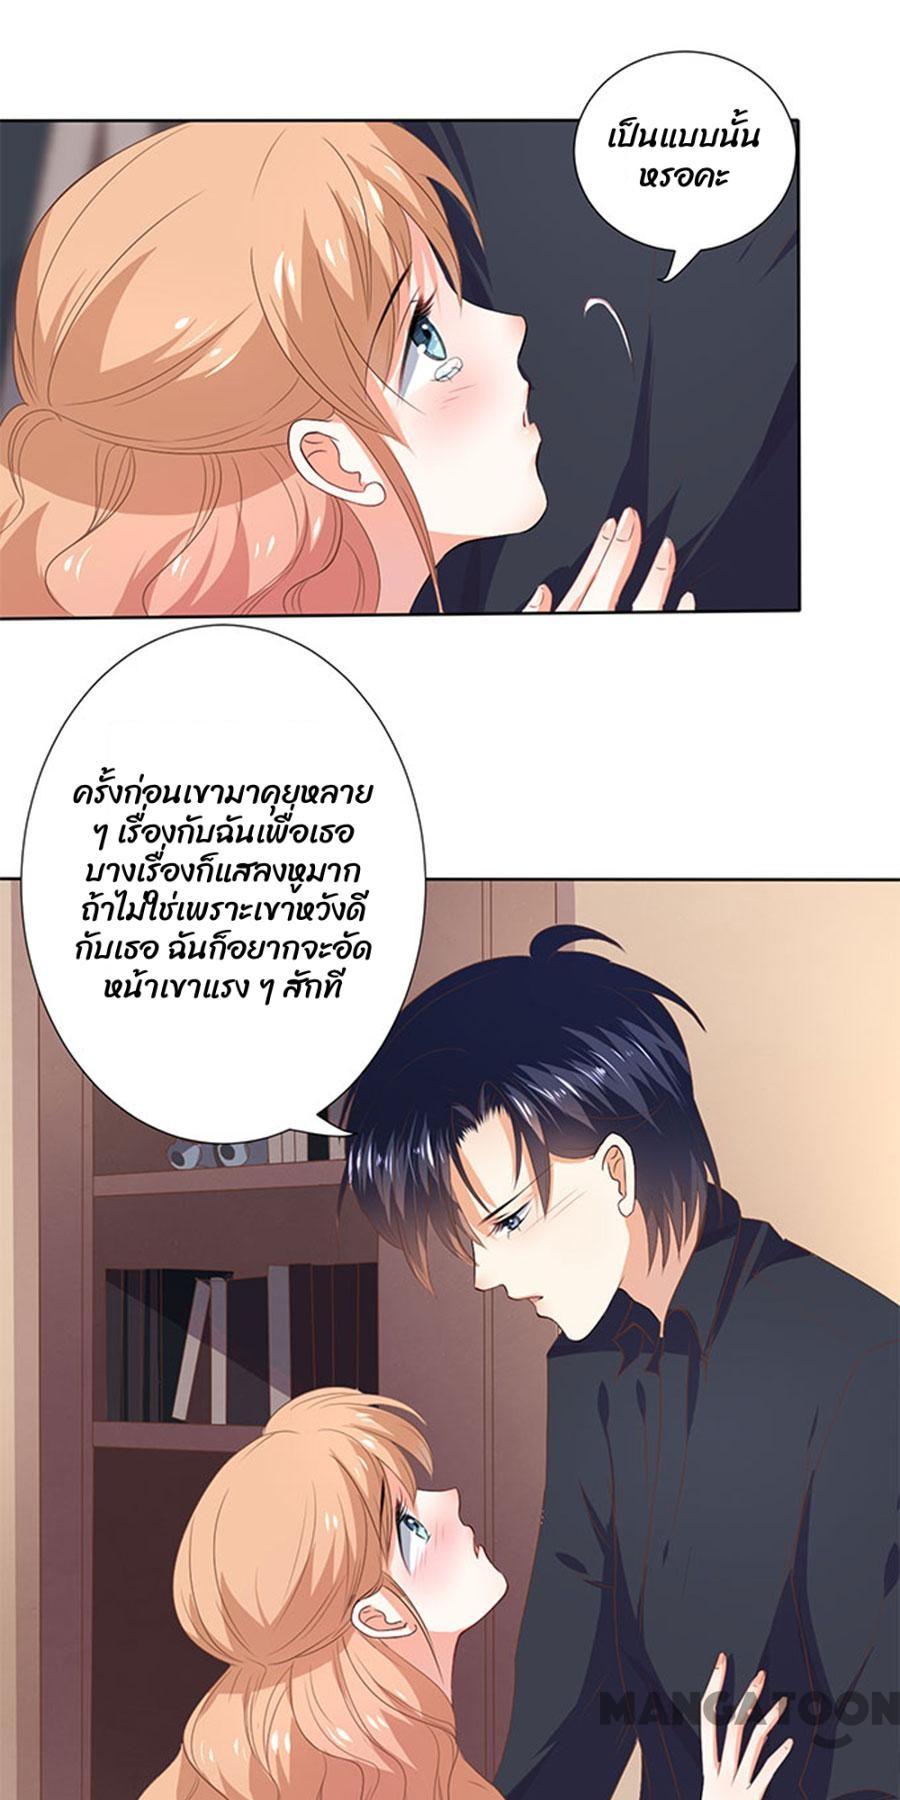 เป็นแบบนั้น
หรอคะ
ครั้งก่อนเขามาคุยหลาย
ๆ เรื่องกับฉันเพื่อเธอ
บางเรื่องก็แสลงหูมาก
ถ้าไม่ใช่เพราะเขาหวังดี
กับเธอ ฉันก็อยากจะอัด
หน้าเขาแรง ๆ สักที
MANGATOON